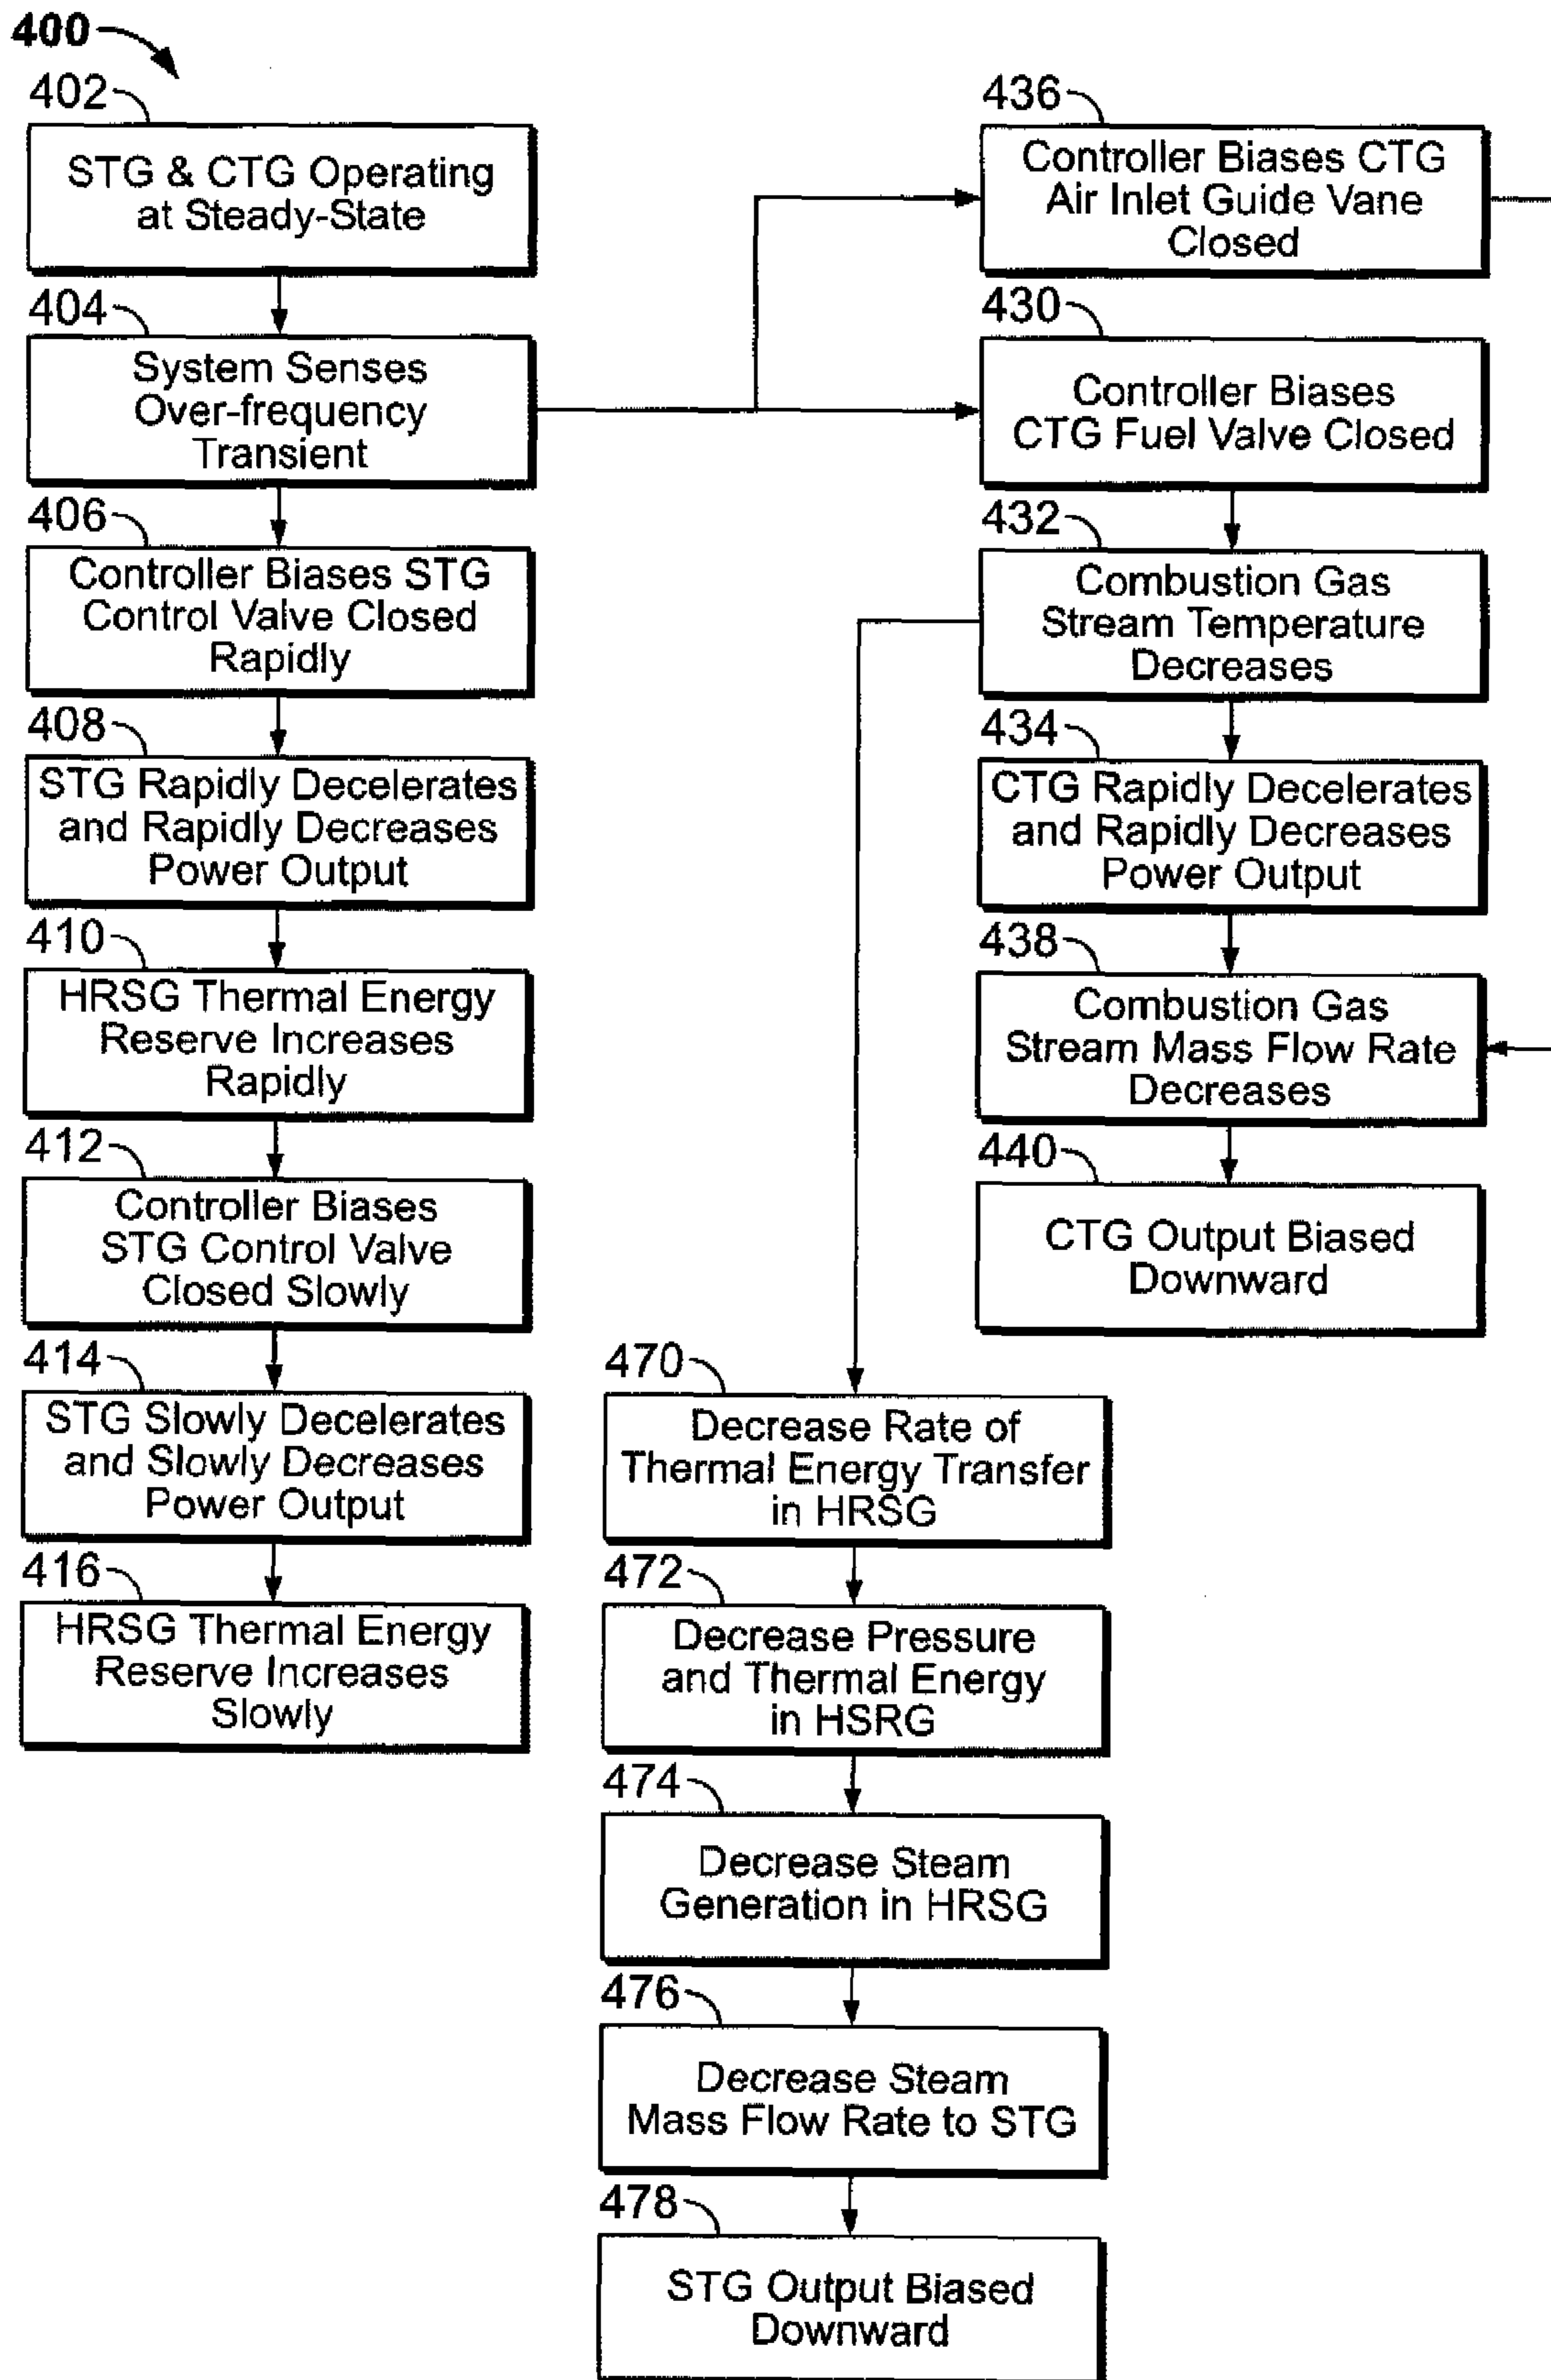 400
402
STG & CTG Operating
at Steady-State
404
System Senses
Over-frequency
Transient
406
Controller Biases STG
Control Valve Closed
Rapidly
408
STG Rapidly Decelerates
and Rapidly Decreases
Power Output
410
HRSG Thermal Energy
Reserve Increases
Rapidly
412
Controller Biases
STG Control Valve
Closed Slowly
414
STG Slowly Decelerates
and Slowly Decreases
Power Output
416
HRSG Thermal Energy
Reserve Increases
Slowly
436
Controller Biases CTG
Air Inlet Guide Vane
Closed
430
Controller Biases
CTG Fuel Valve Closed
432
Combustion Gas
Stream Temperature
Decreases
434
CTG Rapidly Decelerates
and Rapidly Decreases
Power Output
438
Combustion Gas
Stream Mass Flow Rate
Decreases
440
CTG Output Biased
Downward
470
Decrease Rate of
Thermal Energy Transfer
in HRSG
472
Decrease Pressure
and Thermal Energy
in HSRG
474
Decrease Steam
Generation in HRSG
476
Decrease Steam
Mass Flow Rate to STG
478
STG Output Biased
Downward